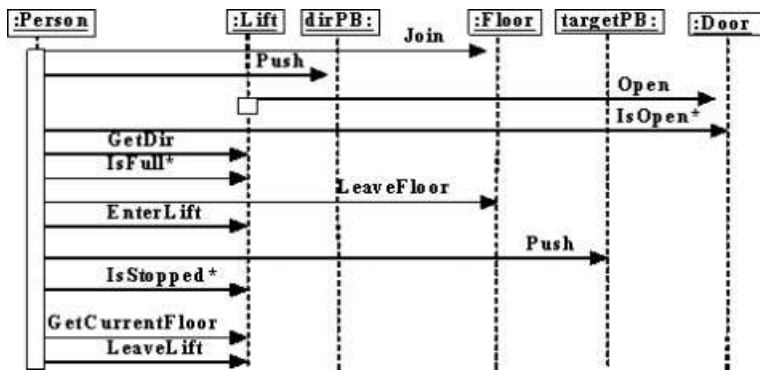 :Person :Lift dirPB: :Floor targetPB: :Door
Join
Push
Open
IsOpen*
GetDir
IsFull*
LeaveFloor
EnterLift
Push
IsStopped*
GetCurrentFloor
LeaveLift